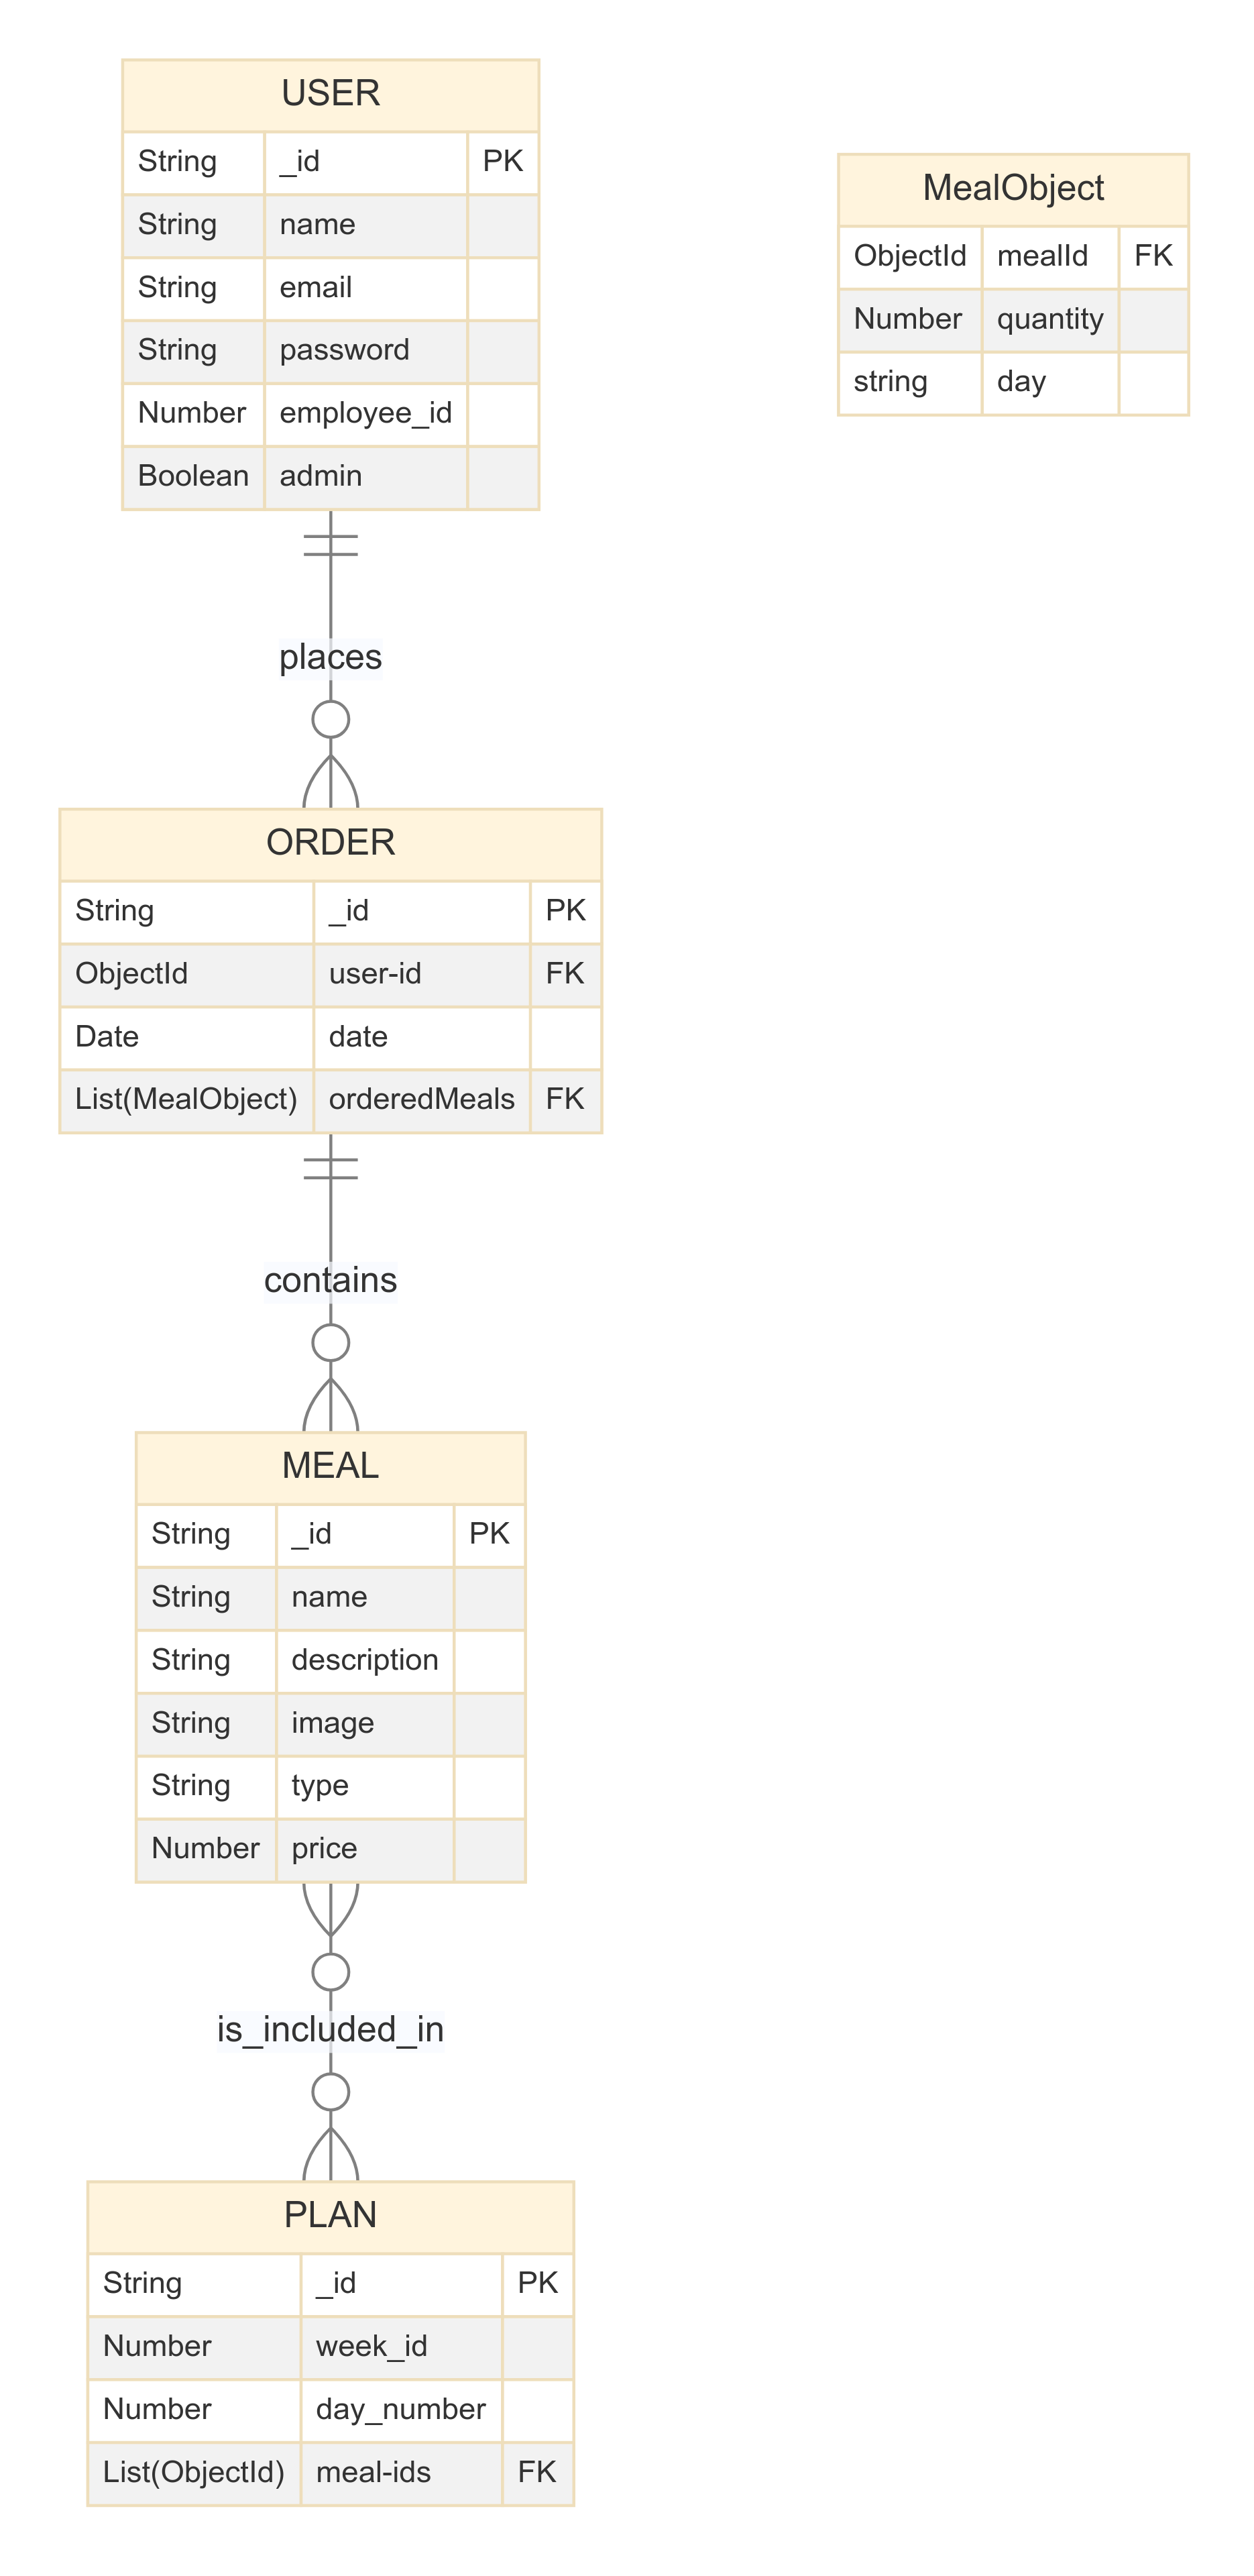 USER
String _id PK
String name
String email
String password
Number employee_id
Boolean admin
MealObject
ObjectId mealId FK
Number quantity
string day
places
ORDER
String _id PK
ObjectId user-id FK
Date date
List(MealObject) orderedMeals FK
contains
MEAL
String _id PK
String name
String description
String image
String type
Number price
is_included_in
PLAN
String _id PK
Number week_id
Number day_number
List(ObjectId) meal-ids FK